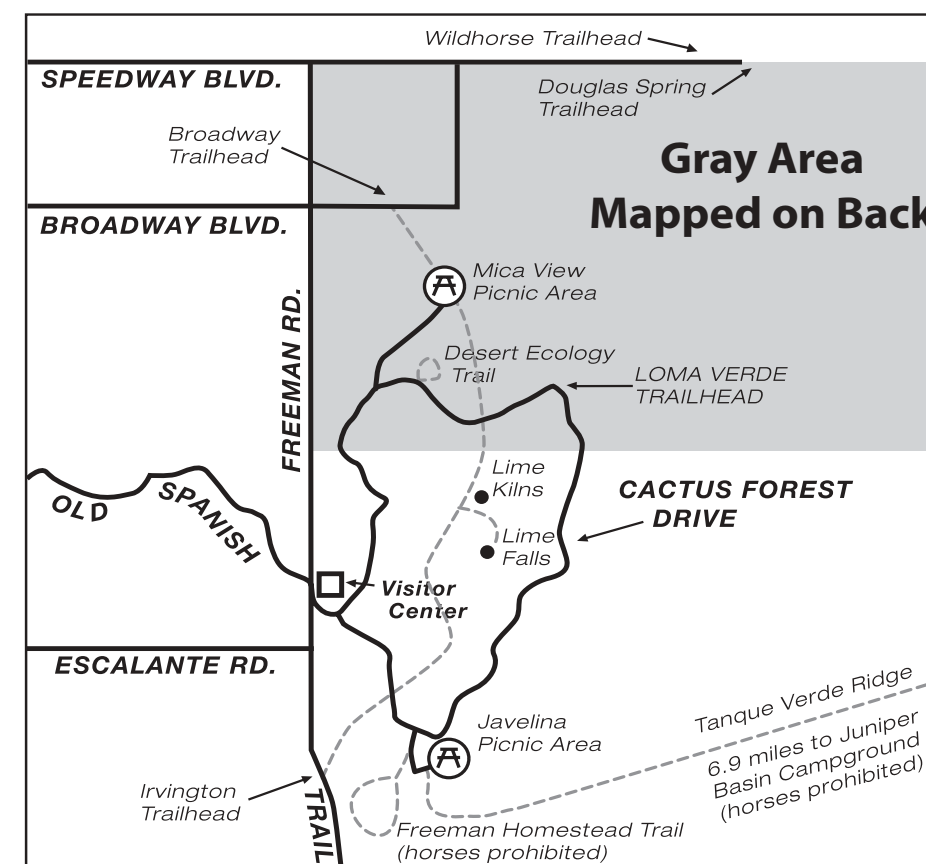 Wildhorse Trailhead
SPEEDWAY BLVD.
Douglas Spring
Trailhead
Broadway
Trailhead
Gray Area
Mapped on Back
BROADWAY BLVD.
Mica View
Picnic Area
FREEMAN RD.
Desert Ecology
Trail
LOMA VERDE
TRAILHEAD
Lime
Kilns
CACTUS FOREST
DRIVE
OLD SPANISH
Lime
Falls
Visitor
Center
ESCALANTE RD.
Javelina
Picnic Area
Tanque Verde Ridge
6.9 miles to Juniper
Basin Campground
(horses prohibited)
Irvington
Trailhead
TRAIL
Freeman Homestead Trail
(horses prohibited)